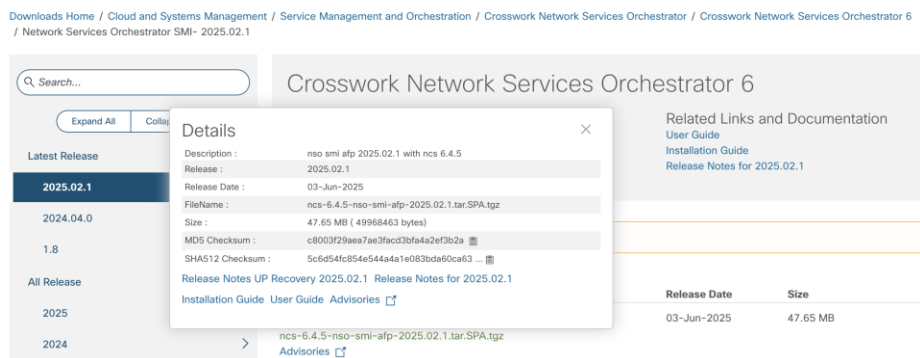 Downloads Home / Cloud and Systems Management / Service Management and Orchestration / Crosswork Network Services Orchestrator / Crosswork Network Services Orchestrator 6
/ Network Services Orchestrator SMI- 2025.02.1
Search...
Expand All
Latest Release
2025.02.1
2024.04.0
1.8
All Release
2025
2024
Crosswork Network Services Orchestrator 6
Related Links and Documentation
User Guide
Installation Guide
Release Notes for 2025.02.1
Details
Description : nso smi afp 2025.02.1 with ncs 6.4.5
Release : 2025.02.1
Release Date : 03-Jun-2025
FileName : ncs-6.4.5-nso-smi-afp-2025.02.1.tar.SPA.tgz
Size : 47.65 MB ( 49968463 bytes)
MD5 Checksum : c8003f29aea7ae3facd3bfa4a2ef3b2a
SHA512 Checksum : 5c6d54fc854e544a4a1e083bda60ca63 ...
Release Notes UP Recovery 2025.02.1 Release Notes for 2025.02.1
Installation Guide User Guide Advisories
Release Date Size
03-Jun-2025 47.65 MB
ncs-6.4.5-nso-smi-afp-2025.02.1.tar.SPA.tgz
Advisories